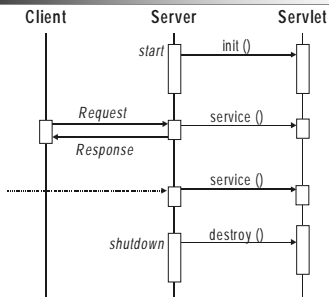 Client Server Servlet
start init ()
Request service ()
Response
service ()
shutdown destroy ()